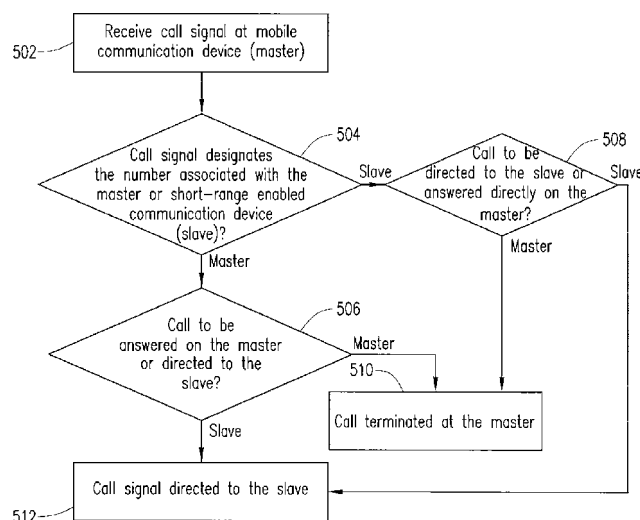 Receive call signal at mobile
communication device (master)
502
504
Call signal designates
the number associated with the
master or short-range enabled
communication device
(slave)?
Slave
508
Call to be
directed to the slave or
answered directly on the
master?
Slave
Master
Master
506
Call to be
answered on the master
or directed to the
slave?
Master
510
Call terminated at the master
Slave
Call signal directed to the slave
512